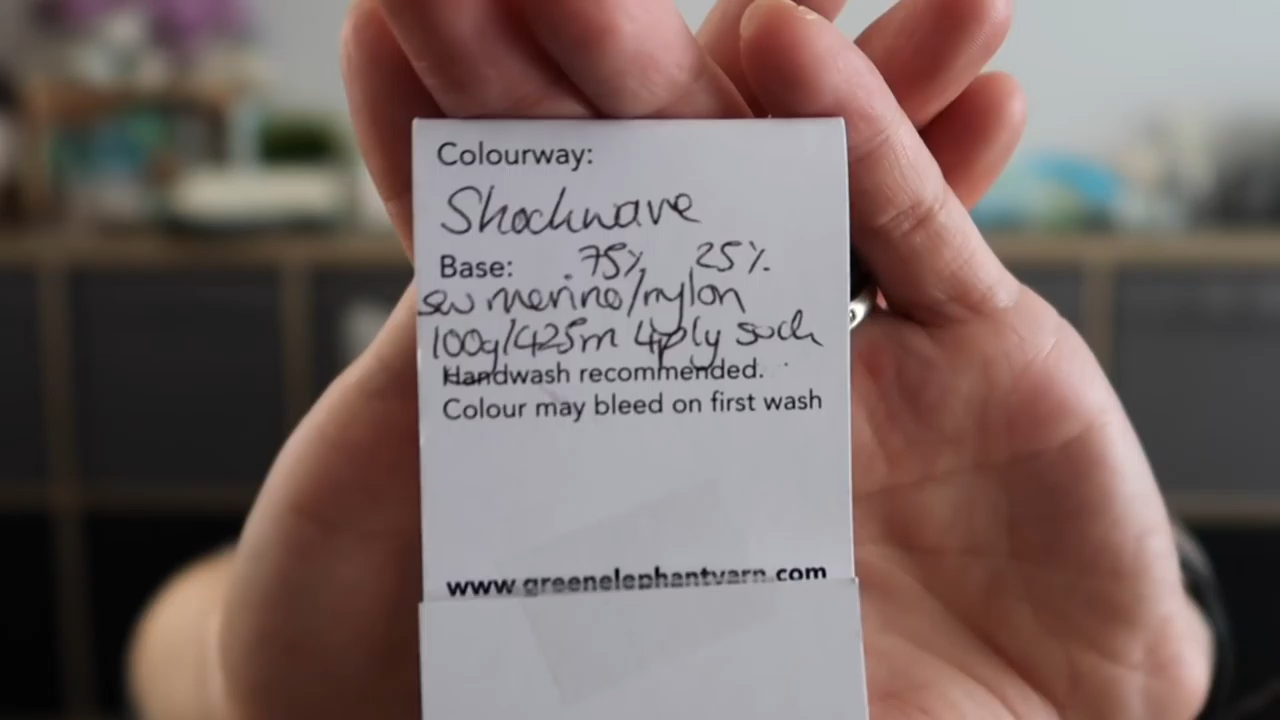 Colourway:
Shockwave
Base: 75% 25%
sw merino/nylon
100g/425m 4ply sock
Handwash recommended.
Colour may bleed on first wash
www.greenelephantyarn.com